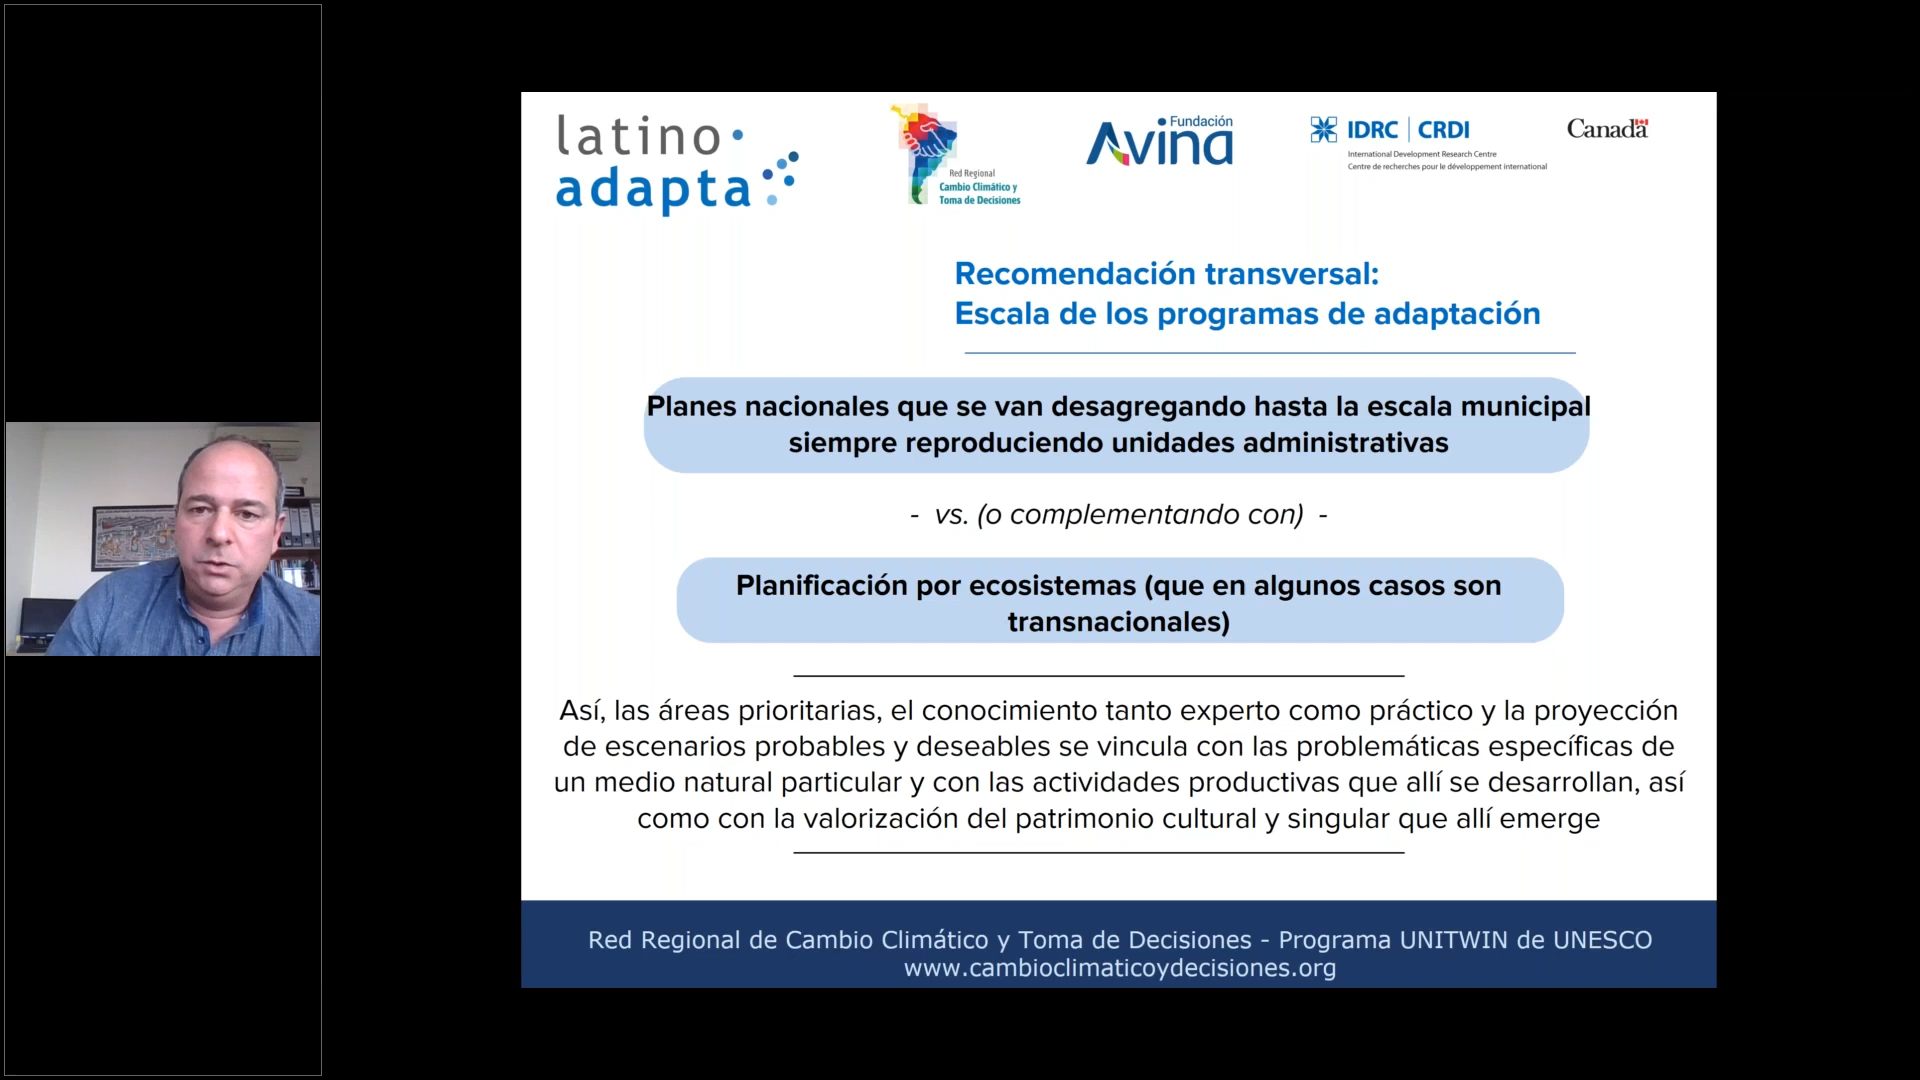 latino
adapta
Red Regional
Cambio Climático y
Toma de Decisiones
Fundación
Avina
IDRC | CRDI
International Development Research Centre
Centre de recherches pour le développement international
Canada
Recomendación transversal:
Escala de los programas de adaptación
Planes nacionales que se van desagregando hasta la escala municipal
siempre reproduciendo unidades administrativas
- vs. (o complementando con) -
Planificación por ecosistemas (que en algunos casos son
transnacionales)
Así, las áreas prioritarias, el conocimiento tanto experto como práctico y la proyección
de escenarios probables y deseables se vincula con las problemáticas específicas de
un medio natural particular y con las actividades productivas que allí se desarrollan, así
como con la valorización del patrimonio cultural y singular que allí emerge
Red Regional de Cambio Climático y Toma de Decisiones - Programa UNITWIN de UNESCO
www.cambioclimaticoydecisiones.org